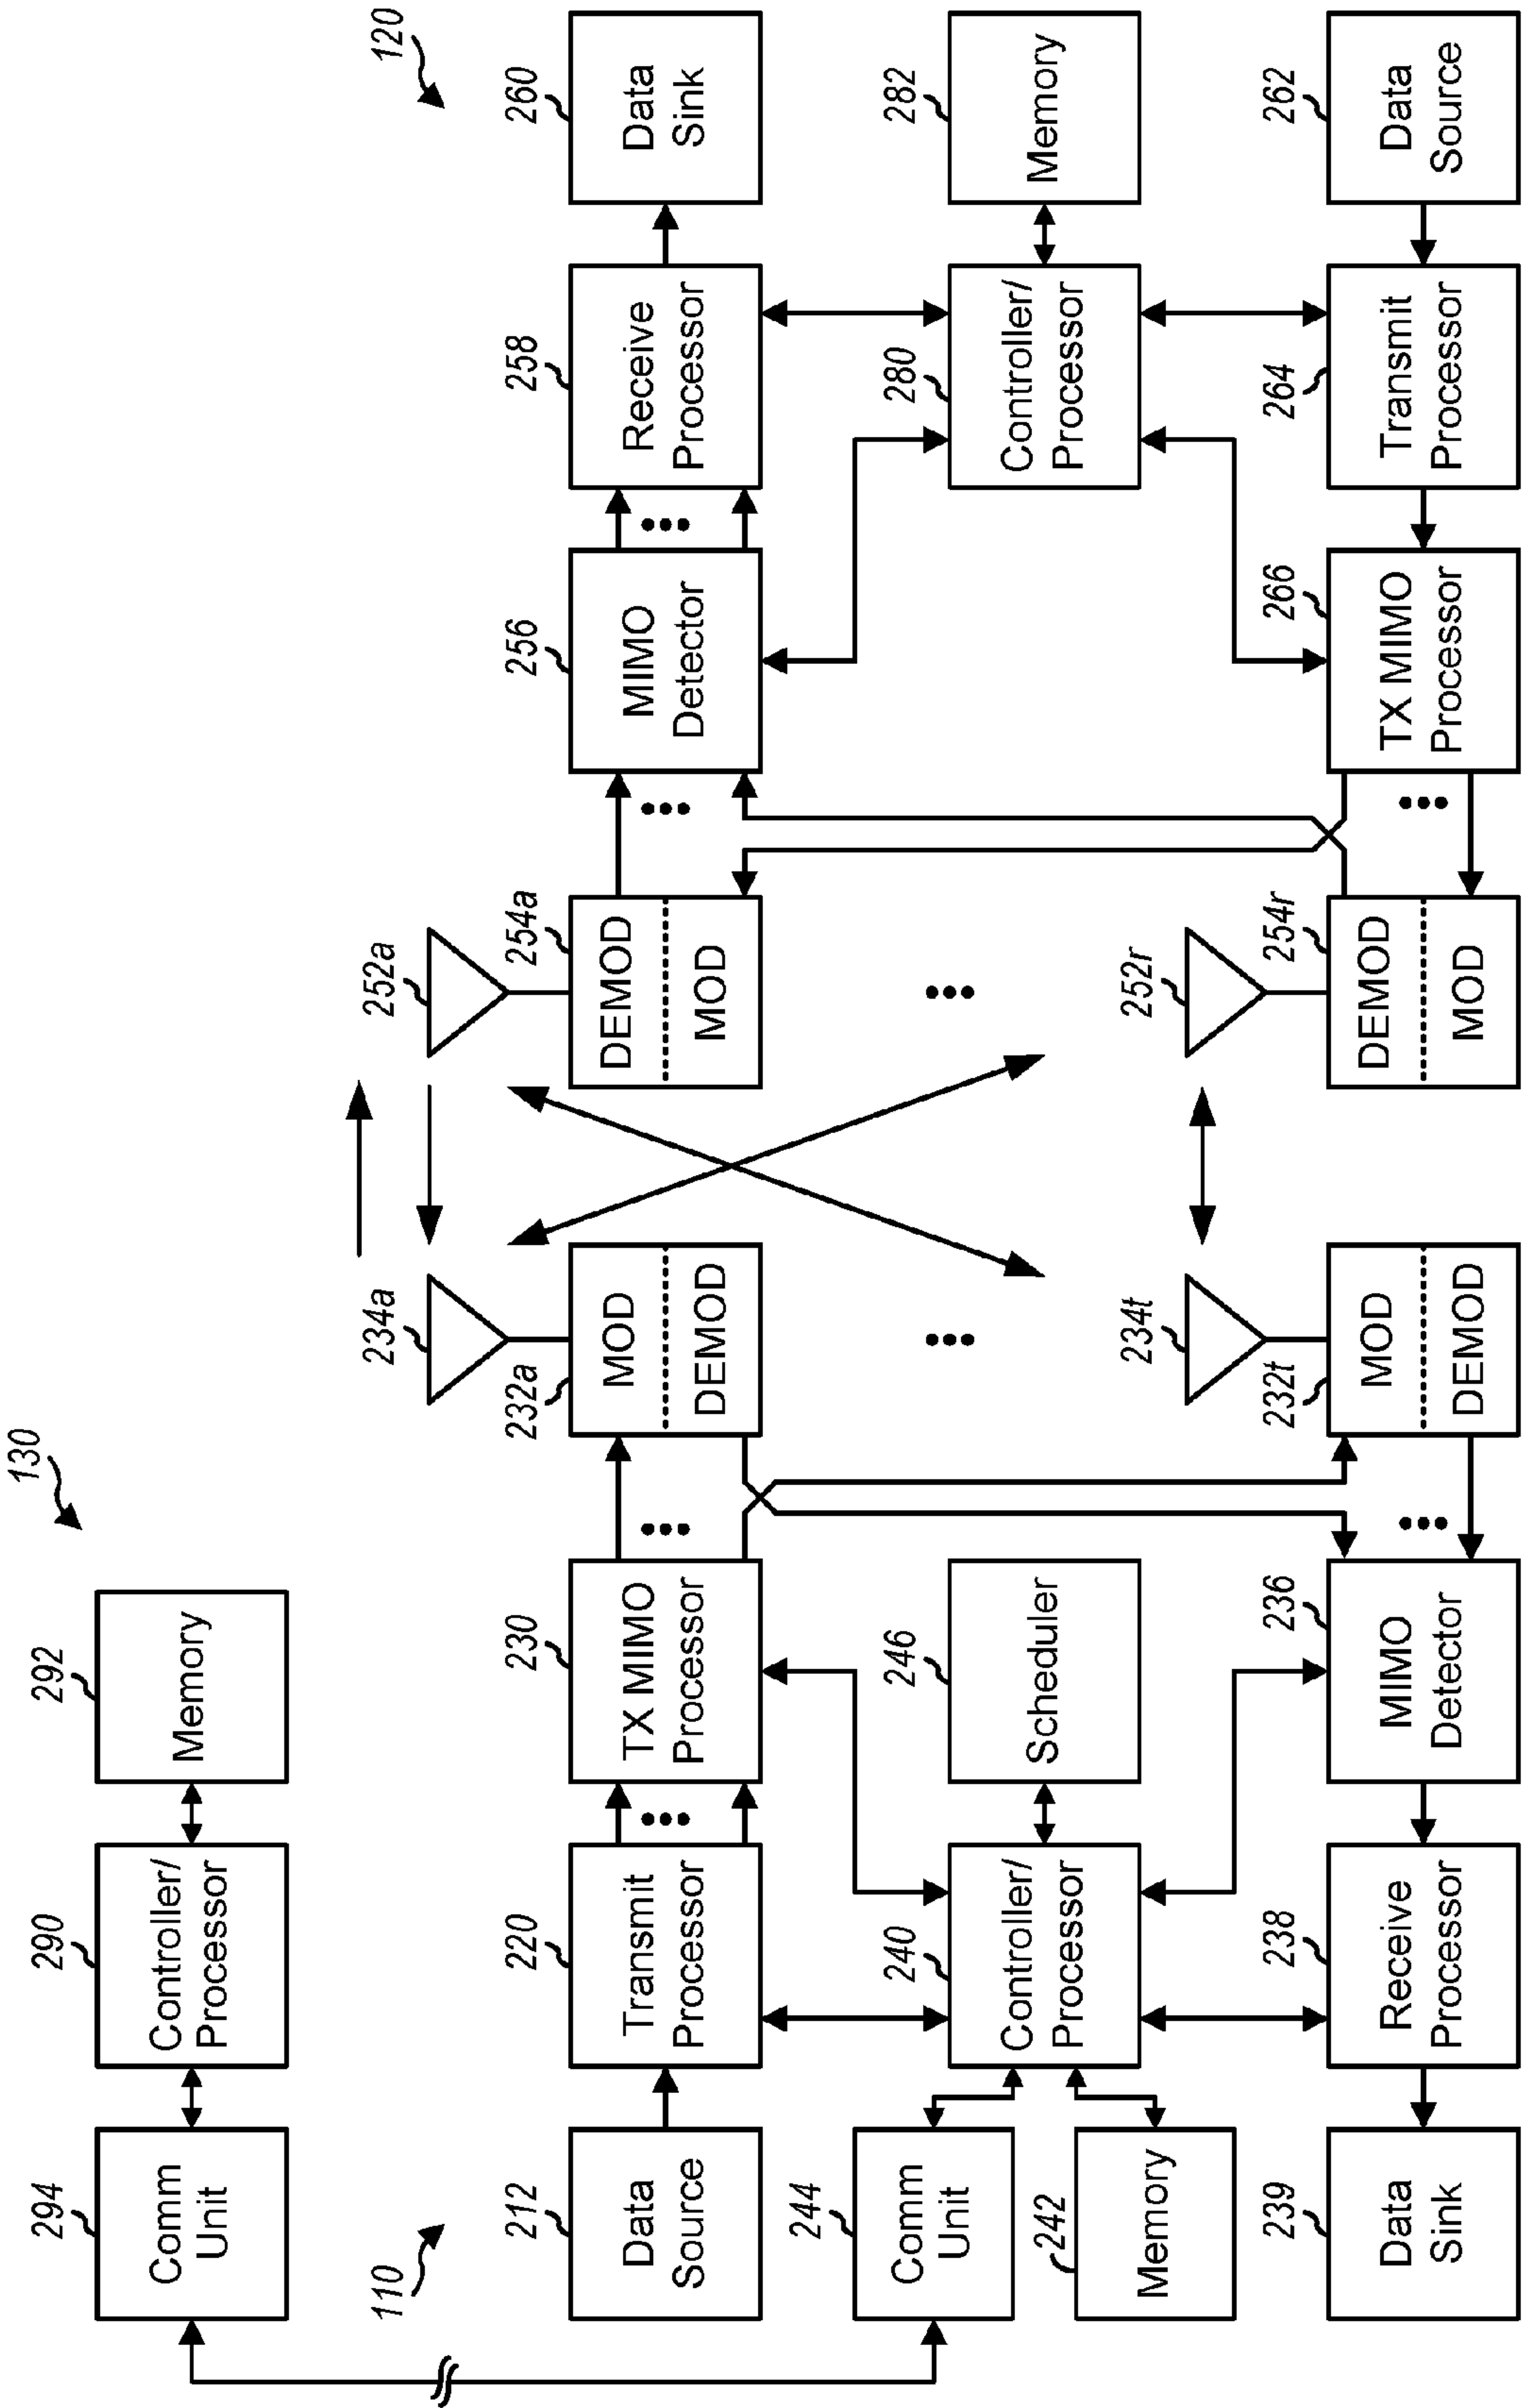 130
294
290
292
Comm
Unit
Controller/
Processor
Memory
110
120
234a
252a
212
220
230
232a
254a
256
258
260
Data
Source
Transmit
Processor
TX MIMO
Processor
MOD
DEMOD
DEMOD
MOD
MIMO
Detector
Receive
Processor
Data
Sink
244
240
246
280
282
Comm
Unit
Controller/
Processor
Scheduler
Controller/
Processor
Memory
242
Memory
234t
252r
239
238
236
232t
254r
266
264
262
Data
Sink
Receive
Processor
MIMO
Detector
MOD
DEMOD
DEMOD
MOD
TX MIMO
Processor
Transmit
Processor
Data
Source